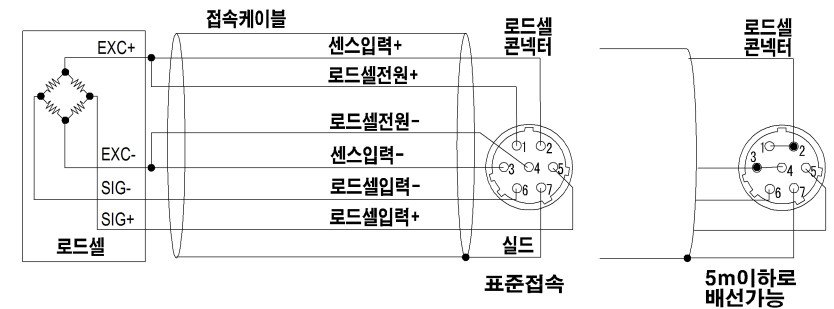 접속케이블
EXC+
센스입력+
로드셀전원+
로드셀전원-
EXC-
센스입력-
SIG-
로드셀입력-
SIG+
로드셀입력+
로드셀
실드
로드셀
콘넥터
1
2
3
4
5
6
7
표준접속
로드셀
콘넥터
1
2
3
4
5
6
7
5m이하로
배선가능